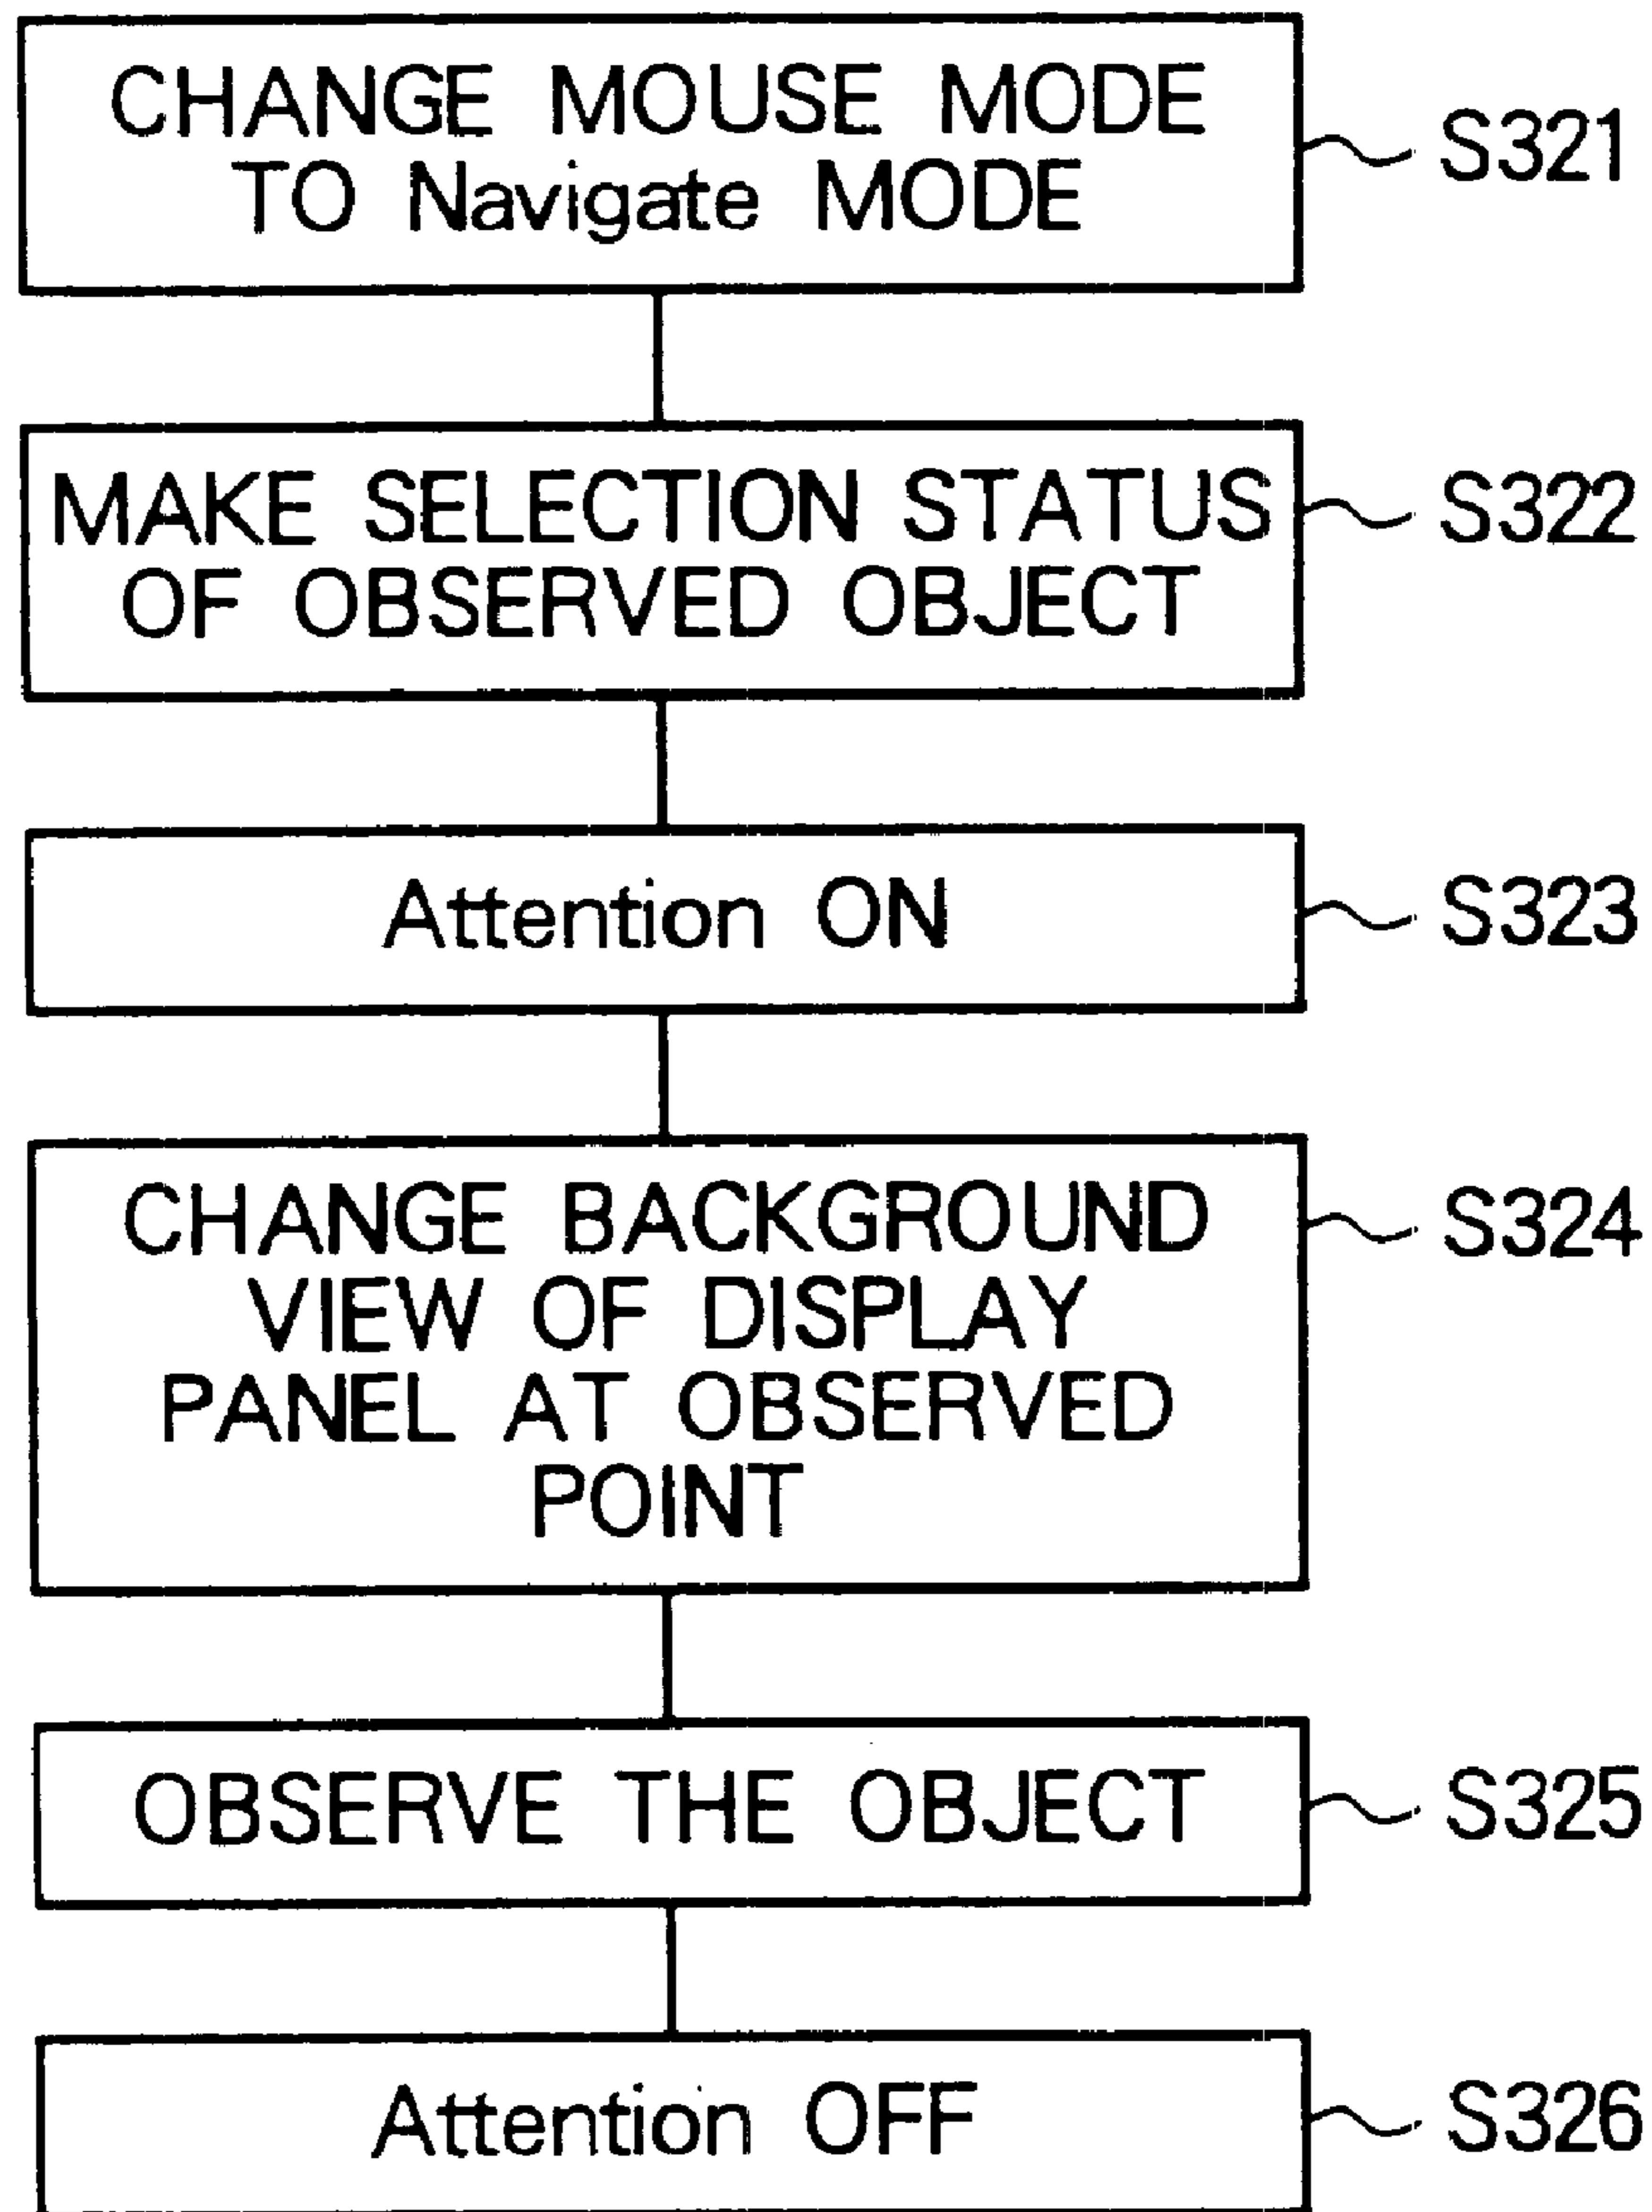 CHANGE MOUSE MODE
TO Navigate MODE
S321
MAKE SELECTION STATUS
OF OBSERVED OBJECT
S322
Attention ON
S323
CHANGE BACKGROUND
VIEW OF DISPLAY
PANEL AT OBSERVED
POINT
S324
OBSERVE THE OBJECT
S325
Attention OFF
S326